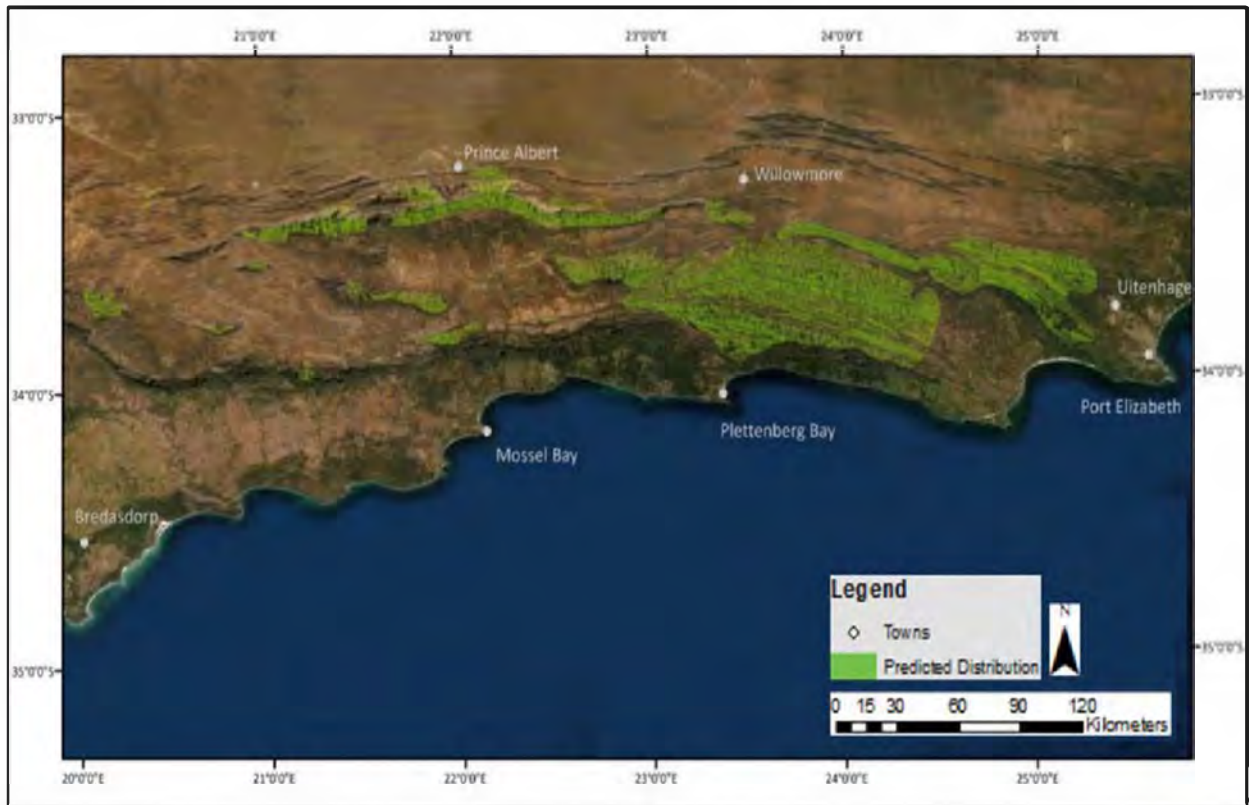 21°0'0"E 22°0'0"E 23°0'0"E 24°0'0"E 25°0'0"E
33°0'0"S
33°0'0"S
Prince Albert
Willowmore
Uitenhage
34°0'0"S
34°0'0"S
Port Elizabeth
Plettenberg Bay
Mossel Bay
Bredasdorp
Legend
Towns
Predicted Distribution
N
35°0'0"S
35°0'0"S
0 15 30 60 90 120
Kilometers
20°0'0"E 21°0'0"E 22°0'0"E 23°0'0"E 24°0'0"E 25°0'0"E